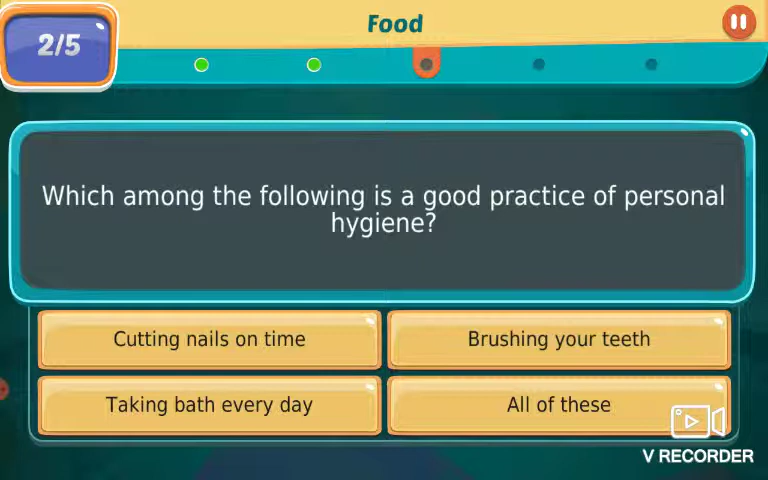 Food
2/5
Which among the following is a good practice of personal
hygiene?
Cutting nails on time
Brushing your teeth
Taking bath every day
All of these
V RECORDER